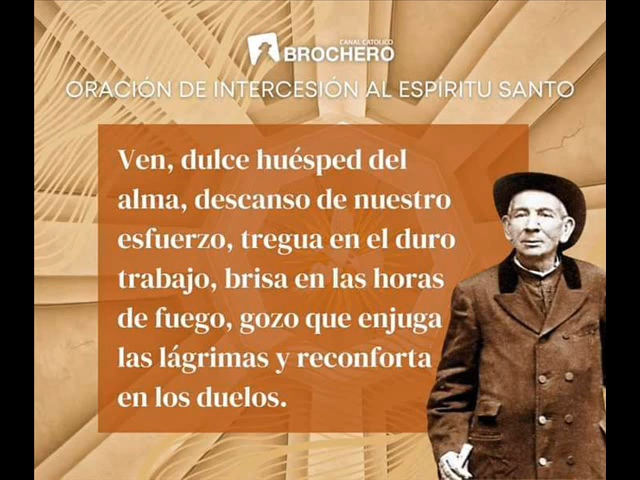 CANAL CATÓLICO
BROCHERO
ORACIÓN DE INTERCESIÓN AL ESPÍRITU SANTO
Ven, dulce huésped del
alma, descanso de nuestro
esfuerzo, tregua en el duro
trabajo, brisa en las horas
de fuego, gozo que enjuga
las lágrimas y reconforta
en los duelos.